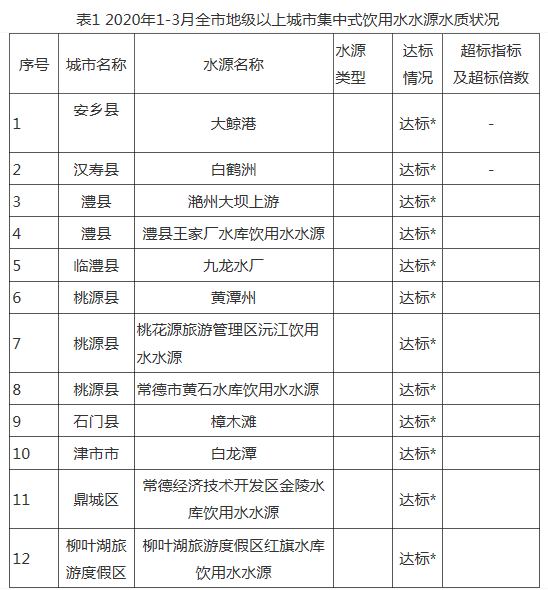 表1 2020年1-3月全市地级以上城市集中式饮用水水源水质状况
序号 城市名称 水源名称 水源类型 达标情况 超标指标及超标倍数
1 安乡县 大鲸港 达标* -
2 汉寿县 白鹤洲 达标* -
3 澧县 滟州大坝上游 达标*
4 澧县 澧县王家厂水库饮用水水源 达标*
5 临澧县 九龙水厂 达标*
6 桃源县 黄潭州 达标*
7 桃源县 桃花源旅游管理区沅江饮用水水源 达标*
8 桃源县 常德市黄石水库饮用水水源 达标*
9 石门县 樟木滩 达标*
10 津市市 白龙潭 达标*
11 鼎城区 常德经济技术开发区金陵水库饮用水水源 达标*
12 柳叶湖旅游度假区 柳叶湖旅游度假区红旗水库饮用水水源 达标*